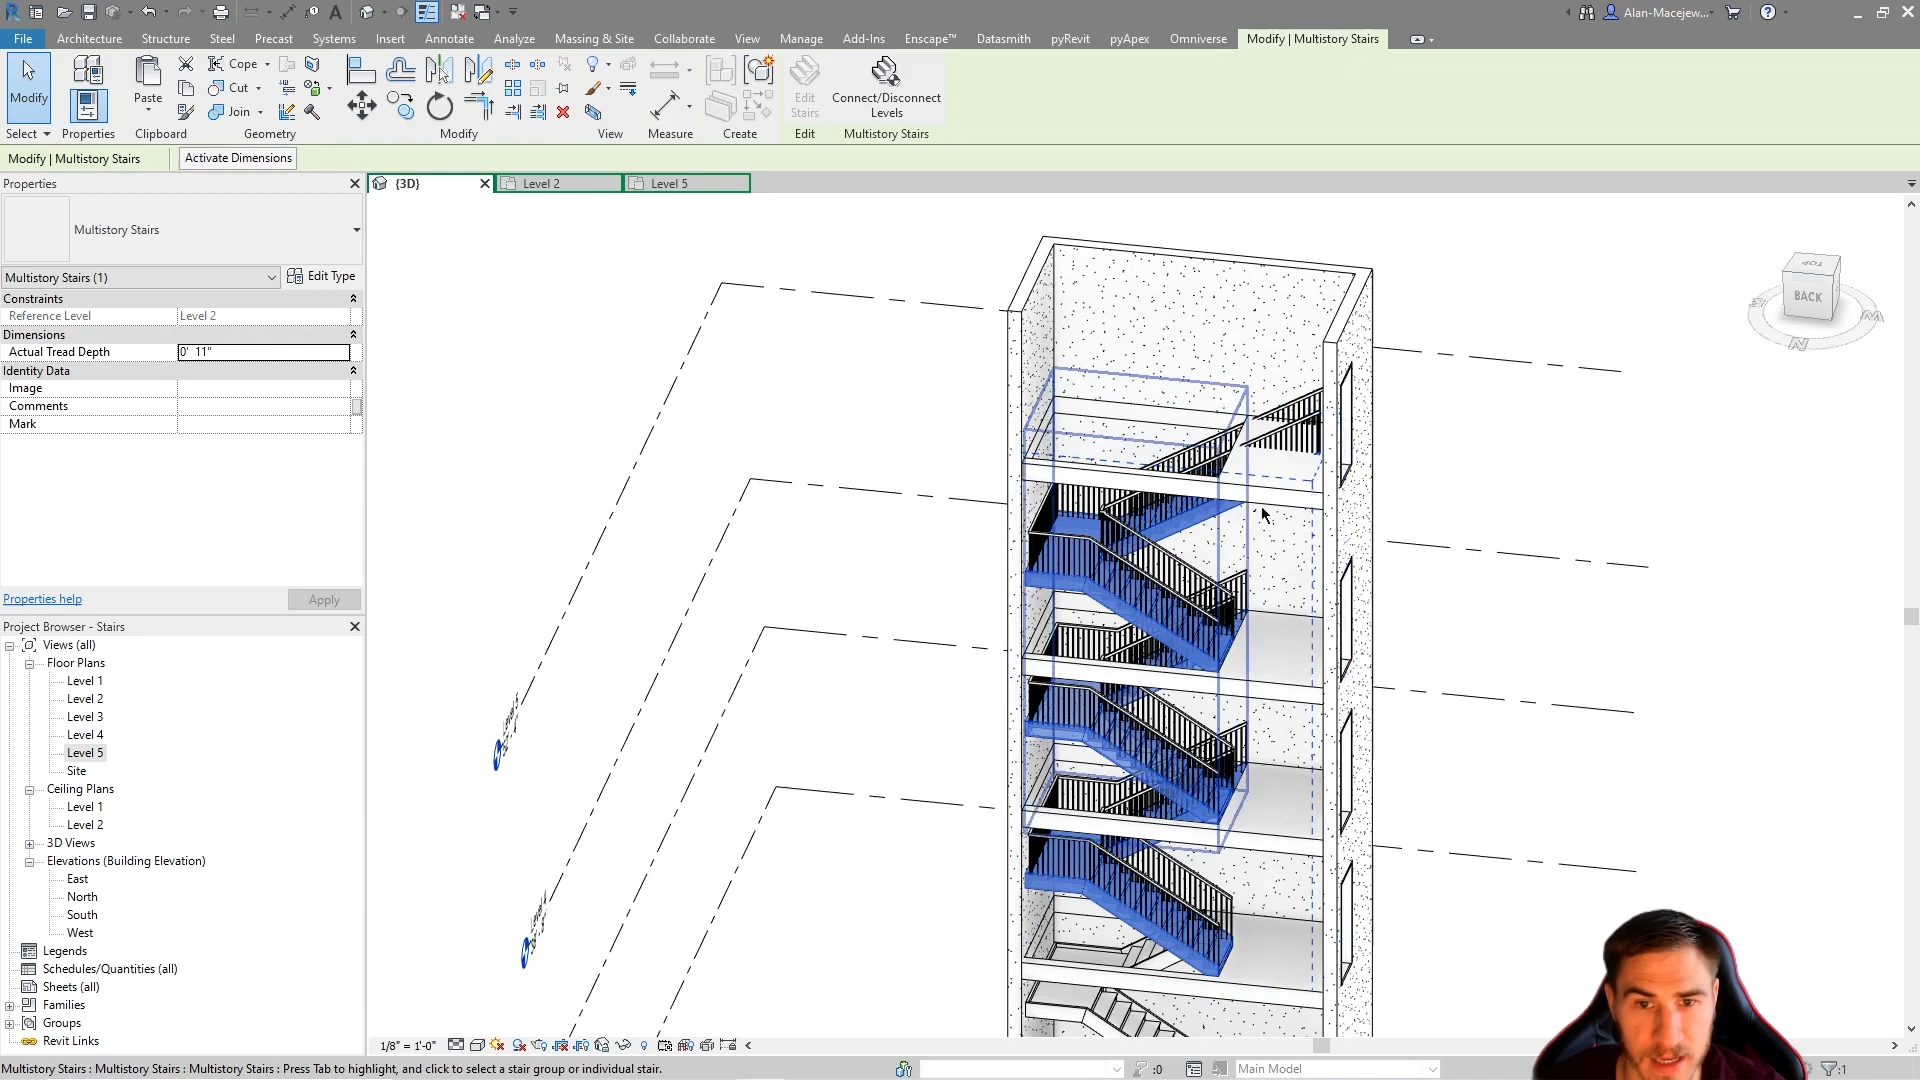 Alan-Macejew...
File Architecture Structure Steel Precast Systems Insert Annotate Analyze Massing & Site Collaborate View Manage Add-Ins Enscape™ Datasmith pyRevit pyApex Omniverse Modify | Multistory Stairs
Modify
Select
Properties
Paste
Clipboard
Cope
Cut
Join
Geometry
Modify
View
Measure
Create
Edit
Stairs
Edit
Connect/Disconnect
Levels
Multistory Stairs
Modify | Multistory Stairs
Activate Dimensions
Properties
{3D}
Level 2
Level 5
Multistory Stairs
Multistory Stairs (1)
Edit Type
Constraints
Reference Level Level 2
Dimensions
Actual Tread Depth 0' 11"
Identity Data
Image
Comments
Mark
Properties help
Apply
TOP
BACK
N
Project Browser - Stairs
Views (all)
Floor Plans
Level 1
Level 2
Level 3
Level 4
Level 5
Site
Ceiling Plans
Level 1
Level 2
3D Views
Elevations (Building Elevation)
East
North
South
West
Legends
Schedules/Quantities (all)
Sheets (all)
Families
Groups
Revit Links
1/8" = 1'-0"
Multistory Stairs : Multistory Stairs : Multistory Stairs : Press Tab to highlight, and click to select a stair group or individual stair.
:0
Main Model
:1